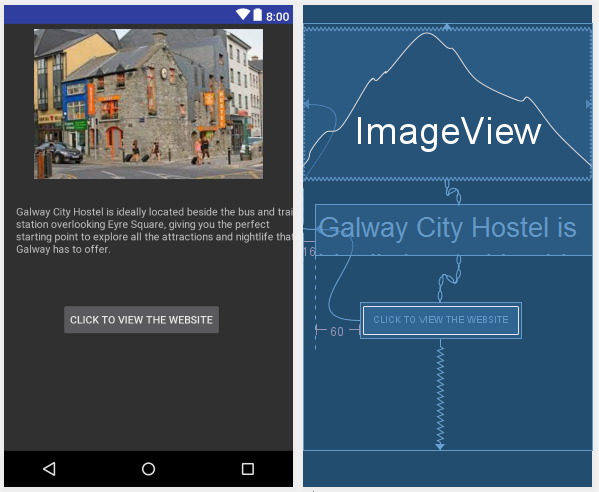 8:00
Galway City Hostel is ideally located beside the bus and trai
station overlooking Eyre Square, giving you the perfect
starting point to explore all the attractions and nightlife that
Galway has to offer.
CLICK TO VIEW THE WEBSITE
ImageView
Galway City Hostel is
16
CLICK TO VIEW THE WEBSITE
60